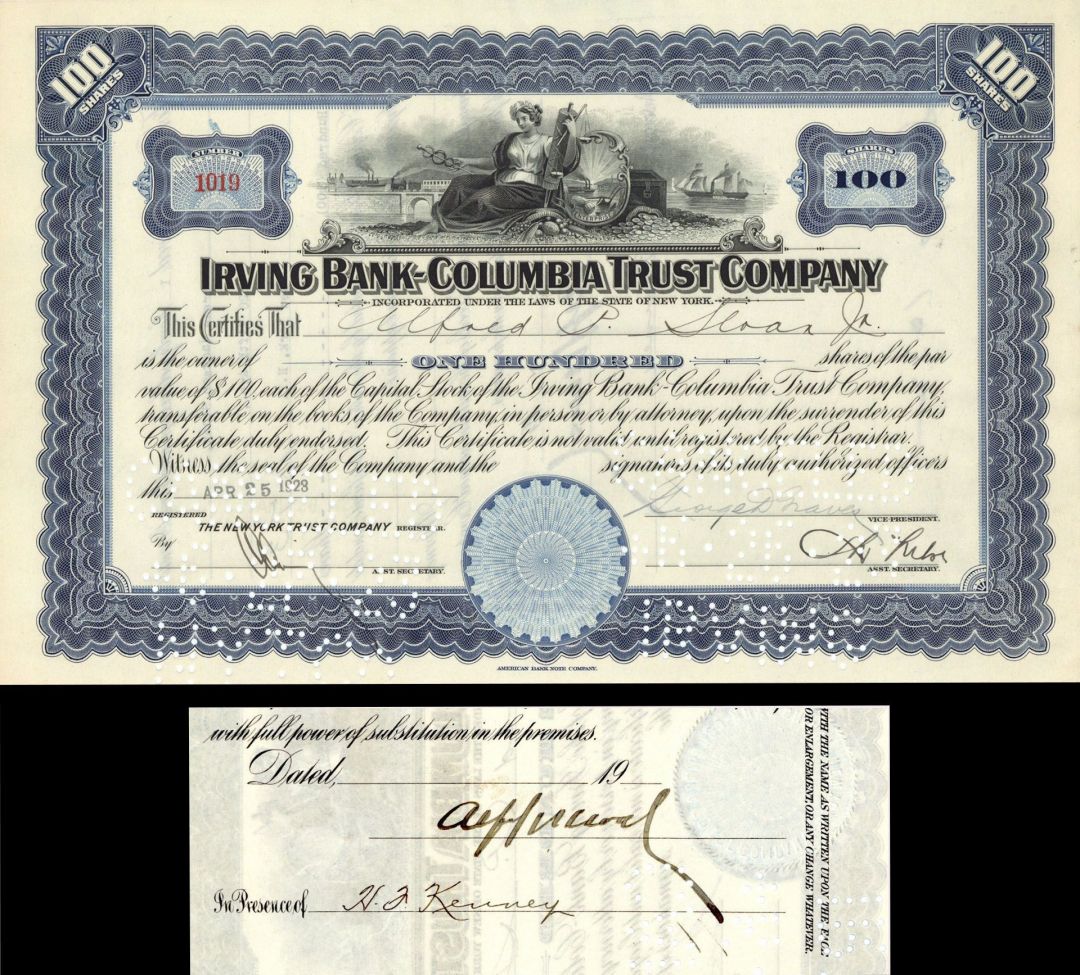 100 SHARES
100 SHARES
NUMBER
1019
SHARES
100
IRVING BANK-COLUMBIA TRUST COMPANY
INCORPORATED UNDER THE LAWS OF THE STATE OF NEW YORK.
This Certifies That Alfred P. Sloan Jr.
is the owner of ONE HUNDRED shares of the par
value of $100, each of the Capital Stock of the Irving Bank-Columbia Trust Company,
transferable on the books of the Company, in person or by attorney, upon the surrender of this
Certificate duly endorsed. This Certificate is not valid until registered by the Registrar.
Witness the seal of the Company and the signatures of its duly authorized officers
this APR 25 1923
REGISTERED
THE NEW YORK TRUST COMPANY REGISTRAR.
VICE-PRESIDENT.
By
ASST. SECRETARY.
ASST. SECRETARY.
AMERICAN BANK NOTE COMPANY.
with full power of substitution in the premises.
Dated, 19
In Presence of H. F. Kenney
WITH THE NAME AS WRITTEN UPON THE FACE
OR ENLARGEMENT, OR ANY CHANGE WHATEVER.